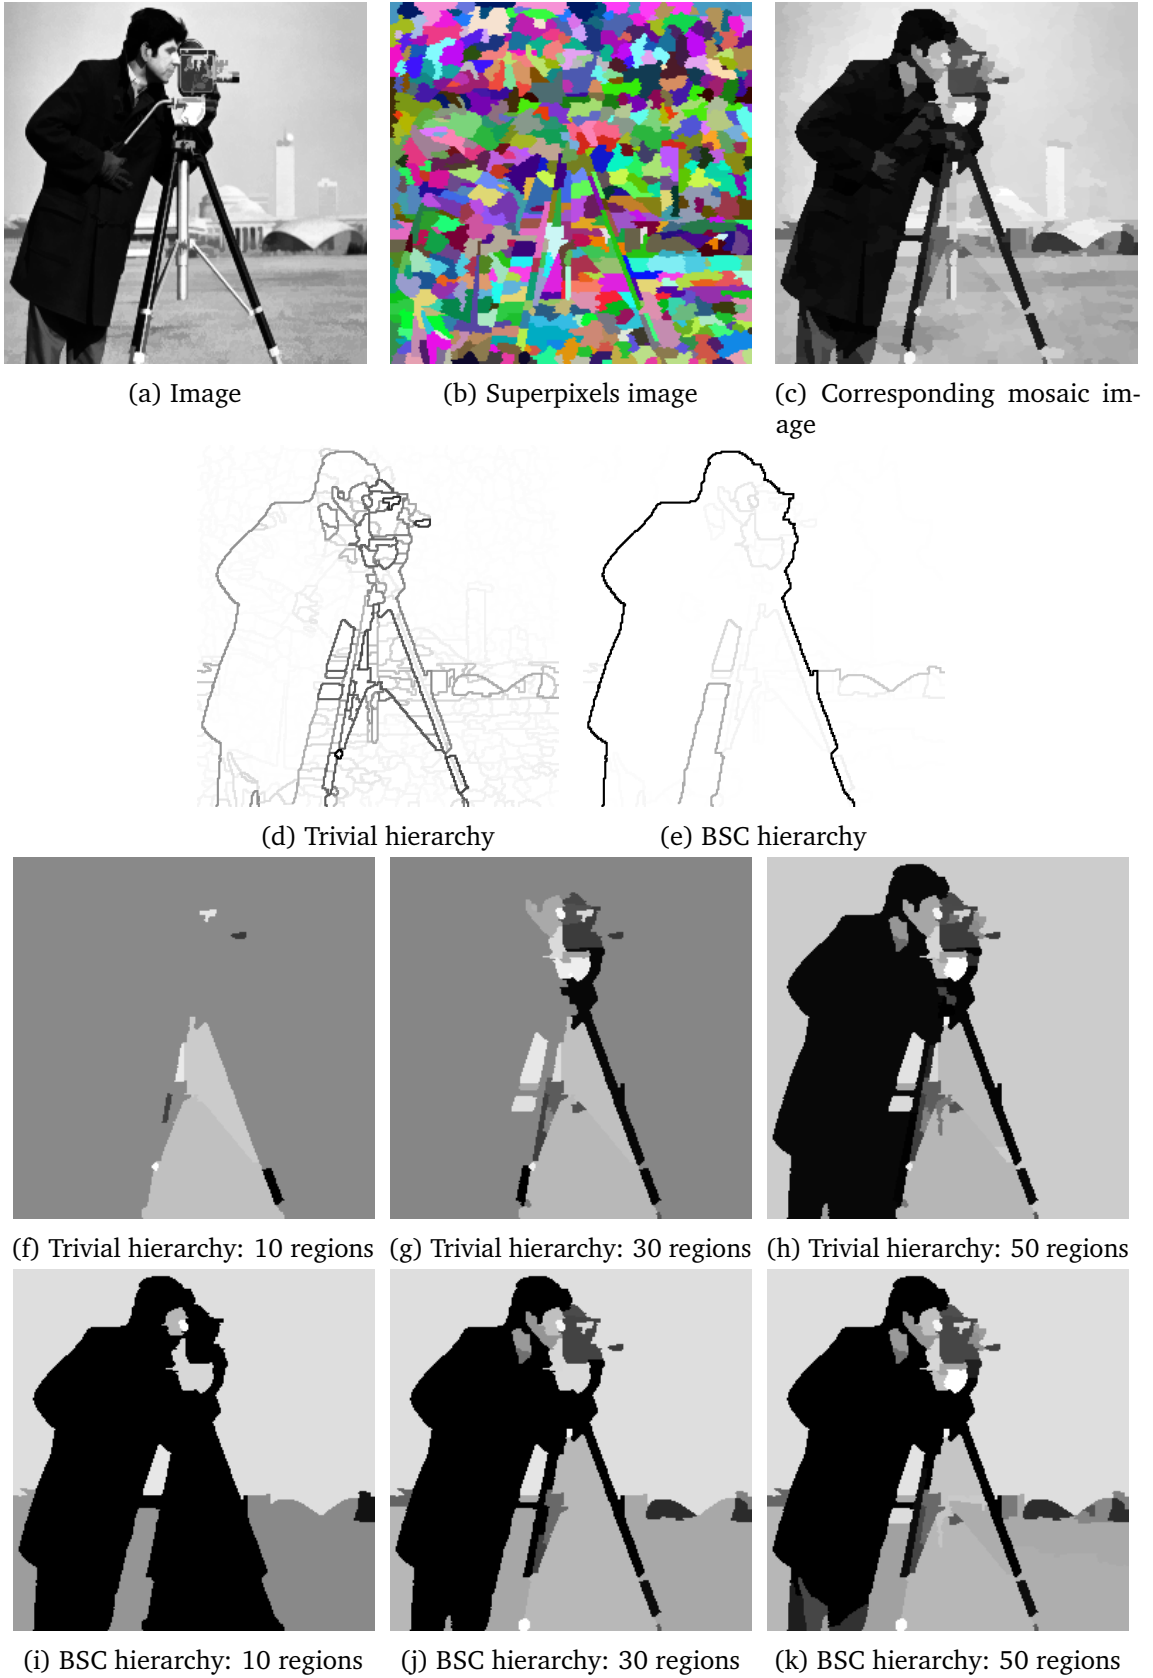 (a) Image
(b) Superpixels image
(c) Corresponding mosaic im-
age
(d) Trivial hierarchy
(e) BSC hierarchy
(f) Trivial hierarchy: 10 regions
(g) Trivial hierarchy: 30 regions
(h) Trivial hierarchy: 50 regions
(i) BSC hierarchy: 10 regions
(j) BSC hierarchy: 30 regions
(k) BSC hierarchy: 50 regions